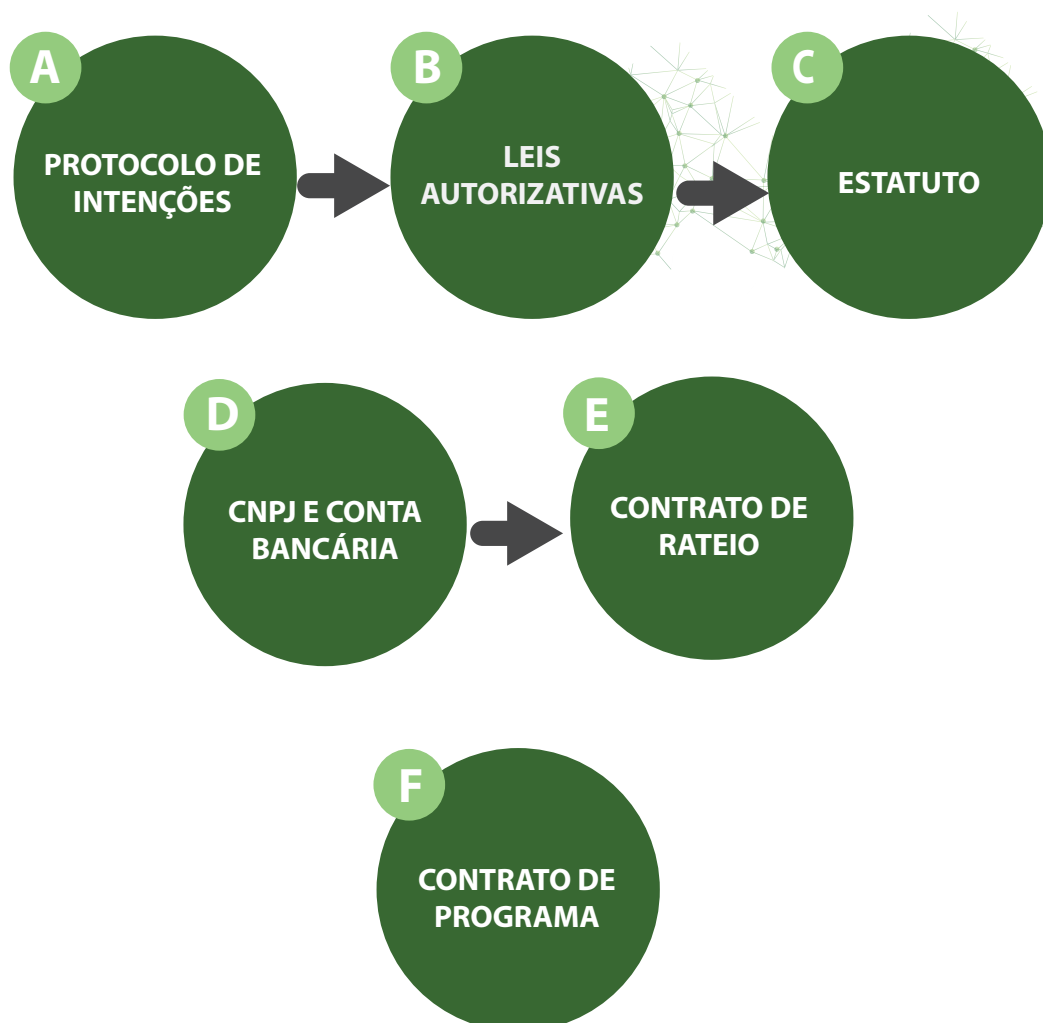 A
PROTOCOLO DE
INTENÇÕES
B
LEIS
AUTORIZATIVAS
C
ESTATUTO
D
CNPJ E CONTA
BANCÁRIA
E
CONTRATO DE
RATEIO
F
CONTRATO DE
PROGRAMA